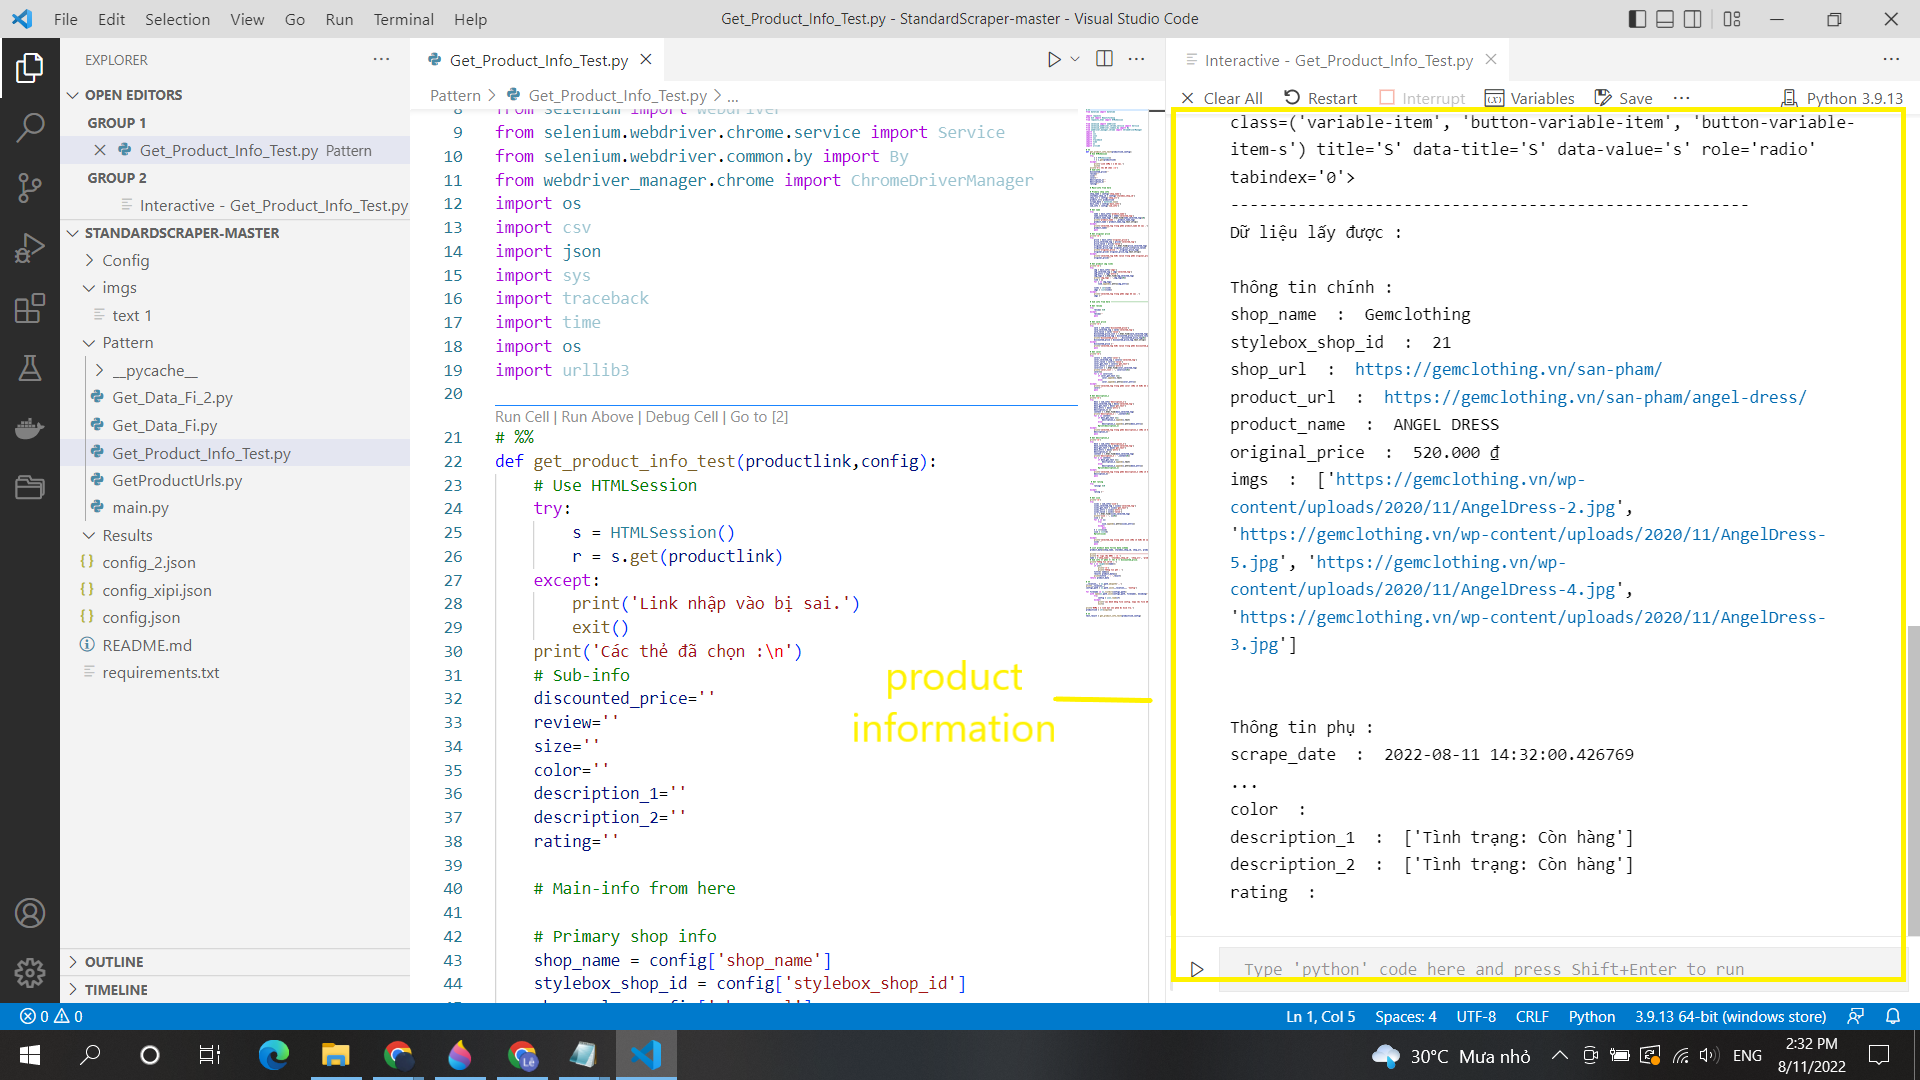 File Edit Selection View Go Run Terminal Help
Get_Product_Info_Test.py - StandardScraper-master - Visual Studio Code
EXPLORER
OPEN EDITORS
GROUP 1
Get_Product_Info_Test.py Pattern
GROUP 2
Interactive - Get_Product_Info_Test.py
STANDARDSCRAPER-MASTER
Config
imgs
text 1
Pattern
__pycache__
Get_Data_Fi_2.py
Get_Data_Fi.py
Get_Product_Info_Test.py
GetProductUrls.py
main.py
Results
config_2.json
config_xipi.json
config.json
README.md
requirements.txt
OUTLINE
TIMELINE
Get_Product_Info_Test.py
Pattern > Get_Product_Info_Test.py > ...
8 from selenium import webdriver
9 from selenium.webdriver.chrome.service import Service
10 from selenium.webdriver.common.by import By
11 from webdriver_manager.chrome import ChromeDriverManager
12 import os
13 import csv
14 import json
15 import sys
16 import traceback
17 import time
18 import os
19 import urllib3
20
Run Cell | Run Above | Debug Cell | Go to [2]
21 # %%
22 def get_product_info_test(productlink,config):
23 # Use HTMLSession
24 try:
25 s = HTMLSession()
26 r = s.get(productlink)
27 except:
28 print('Link nhập vào bị sai.')
29 exit()
30 print('Các thẻ đã chọn :\n')
31 # Sub-info
32 discounted_price=''
33 review=''
34 size=''
35 color=''
36 description_1=''
37 description_2=''
38 rating=''
39
40 # Main-info from here
41
42 # Primary shop info
43 shop_name = config['shop_name']
44 stylebox_shop_id = config['stylebox_shop_id']
product
information
Interactive - Get_Product_Info_Test.py
Clear All Restart Interrupt Variables Save ... Python 3.9.13
class=('variable-item', 'button-variable-item', 'button-variable-
item-s') title='S' data-title='S' data-value='s' role='radio'
tabindex='0'>
------------------------------------------------------
Dữ liệu lấy được :
Thông tin chính :
shop_name : Gemclothing
stylebox_shop_id : 21
shop_url : https://gemclothing.vn/san-pham/
product_url : https://gemclothing.vn/san-pham/angel-dress/
product_name : ANGEL DRESS
original_price : 520.000 ₫
imgs : ['https://gemclothing.vn/wp-
content/uploads/2020/11/AngelDress-2.jpg',
'https://gemclothing.vn/wp-content/uploads/2020/11/AngelDress-
5.jpg', 'https://gemclothing.vn/wp-
content/uploads/2020/11/AngelDress-4.jpg',
'https://gemclothing.vn/wp-content/uploads/2020/11/AngelDress-
3.jpg']
Thông tin phụ :
scrape_date : 2022-08-11 14:32:00.426769
...
color :
description_1 : ['Tình trạng: Còn hàng']
description_2 : ['Tình trạng: Còn hàng']
rating :
Type 'python' code here and press Shift+Enter to run
0 0
Ln 1, Col 5 Spaces: 4 UTF-8 CRLF Python 3.9.13 64-bit (windows store)
30°C Mưa nhỏ ENG
2:32 PM
8/11/2022